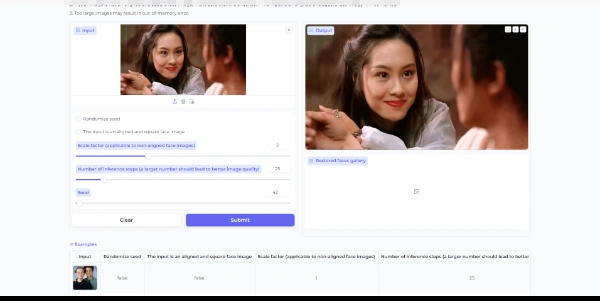 2. Too large images may result in out-of-memory error.
Input
Output
Randomize seed
The input is an aligned and square face image
Scale factor (applicable to non-aligned face images)
2
Number of inference steps (a larger number should lead to better image quality)
25
Seed
42
Clear
Submit
Restored faces gallery
Examples
Input
Randomize seed
The input is an aligned and square face image
Scale factor (applicable to non-aligned face images)
Number of inference steps (a larger number should lead to better
false
false
1
25